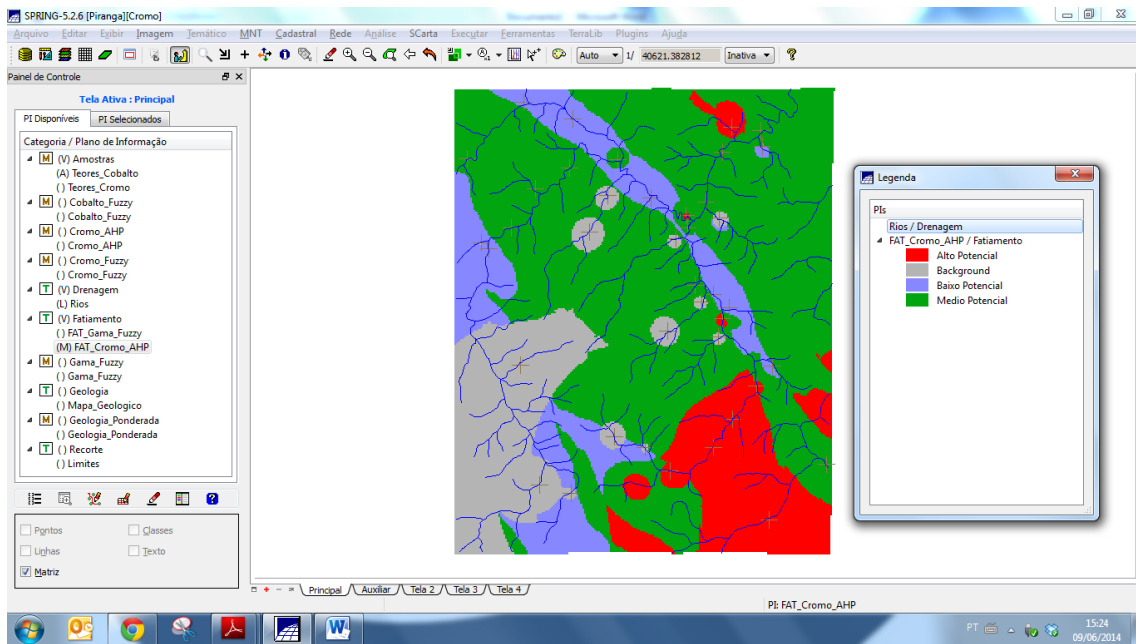 SPRING-5.2.6 [Piranga][Cromo]
Arquivo Editar Exibir Imagem Temático MNT Cadastral Rede Análise SCarta Executar Ferramentas TerraLib Plugins Ajuda
Auto 1/ 40621.382812 Inativa
Painel de Controle
Tela Ativa : Principal
PI Disponíveis PI Selecionados
Categoria / Plano de Informação
M (V) Amostras
(A) Teores_Cobalto
( ) Teores_Cromo
M ( ) Cobalto_Fuzzy
( ) Cobalto_Fuzzy
M ( ) Cromo_AHP
( ) Cromo_AHP
M ( ) Cromo_Fuzzy
( ) Cromo_Fuzzy
T (V) Drenagem
(L) Rios
T (V) Fatiamento
( ) FAT_Gama_Fuzzy
(M) FAT_Cromo_AHP
M ( ) Gama_Fuzzy
( ) Gama_Fuzzy
T ( ) Geologia
( ) Mapa_Geologico
M ( ) Geologia_Ponderada
( ) Geologia_Ponderada
T ( ) Recorte
( ) Limites
Pontos Classes
Linhas Texto
Matriz
Legenda
PIs
Rios / Drenagem
FAT_Cromo_AHP / Fatiamento
Alto Potencial
Background
Baixo Potencial
Medio Potencial
Principal Auxiliar Tela 2 Tela 3 Tela 4
PI: FAT_Cromo_AHP
PT 15:24
09/06/2014